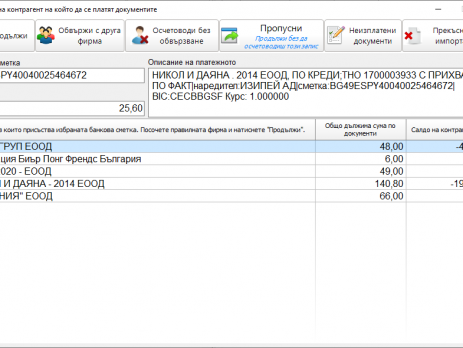 на контрагент на който да се платят документите
Обвържи с друга фирма
Осчетоводи без обвързване
Пропусни
Продължи без да осчетоводиш този запис
Неизплатени документи
сметка
Описание на платежното
SPY40040025464672
НИКОЛ И ДАЯНА . 2014 ЕООД, ПО КРЕДИ;ТНО 1700003933 С ПРИХВА
ПО ФАКТ|наредител:ИЗИПЕЙ АД|сметка:BG49ESPY40040025464672|
BIC:CECBBGSF Курс: 1.000000
25,60
в които присъства избраната банкова сметка. Посочете правилната фирма и натиснете "Продължи".
Общо дължима сума по документи
Салдо на контраг
ГРУП ЕООД 48,00 -4
ция Биър Понг Френдс България 6,00
020 - ЕООД 49,00
И ДАЯНА - 2014 ЕООД 140,80 -19
НИЯ" ЕООД 66,00